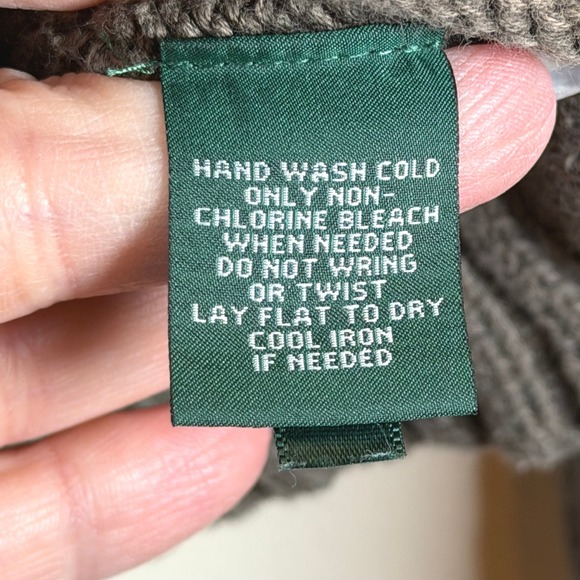 HAND WASH COLD
ONLY NON-
CHLORINE BLEACH
WHEN NEEDED
DO NOT WRING
OR TWIST
LAY FLAT TO DRY
COOL IRON
IF NEEDED